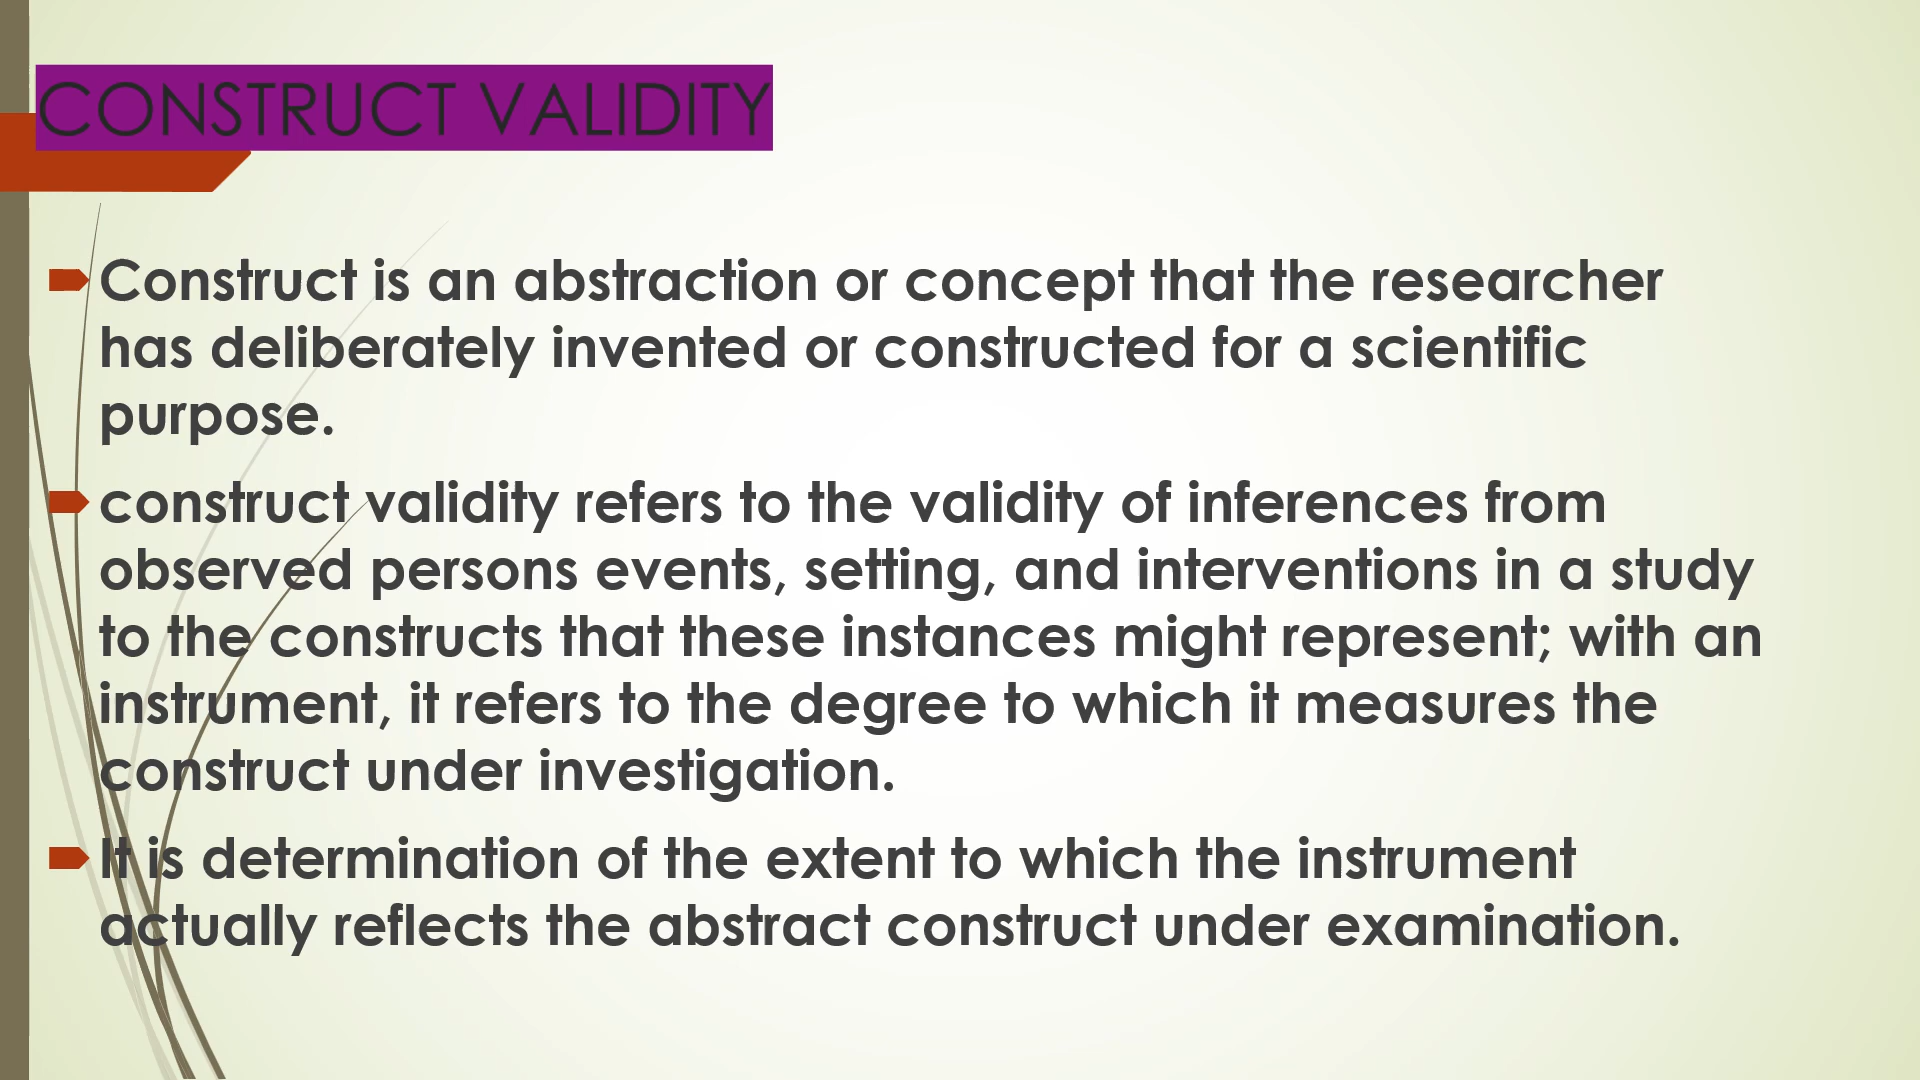 CONSTRUCT VALIDITY
Construct is an abstraction or concept that the researcher
has deliberately invented or constructed for a scientific
purpose.
construct validity refers to the validity of inferences from
observed persons events, setting, and interventions in a study
to the constructs that these instances might represent; with an
instrument, it refers to the degree to which it measures the
construct under investigation.
It is determination of the extent to which the instrument
actually reflects the abstract construct under examination.